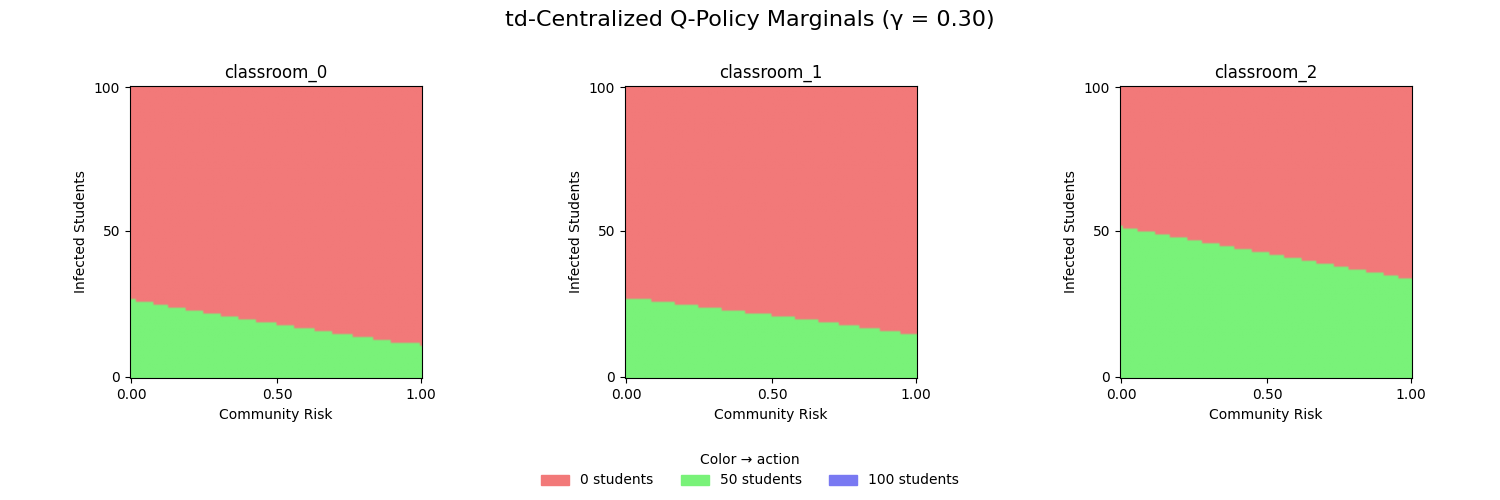 td-Centralized Q-Policy Marginals (γ = 0.30)
classroom_0
classroom_1
classroom_2
100
50
0
Infected Students
0.00 0.50 1.00
Community Risk
100
50
0
Infected Students
0.00 0.50 1.00
Community Risk
100
50
0
Infected Students
0.00 0.50 1.00
Community Risk
Color → action
0 students 50 students 100 students